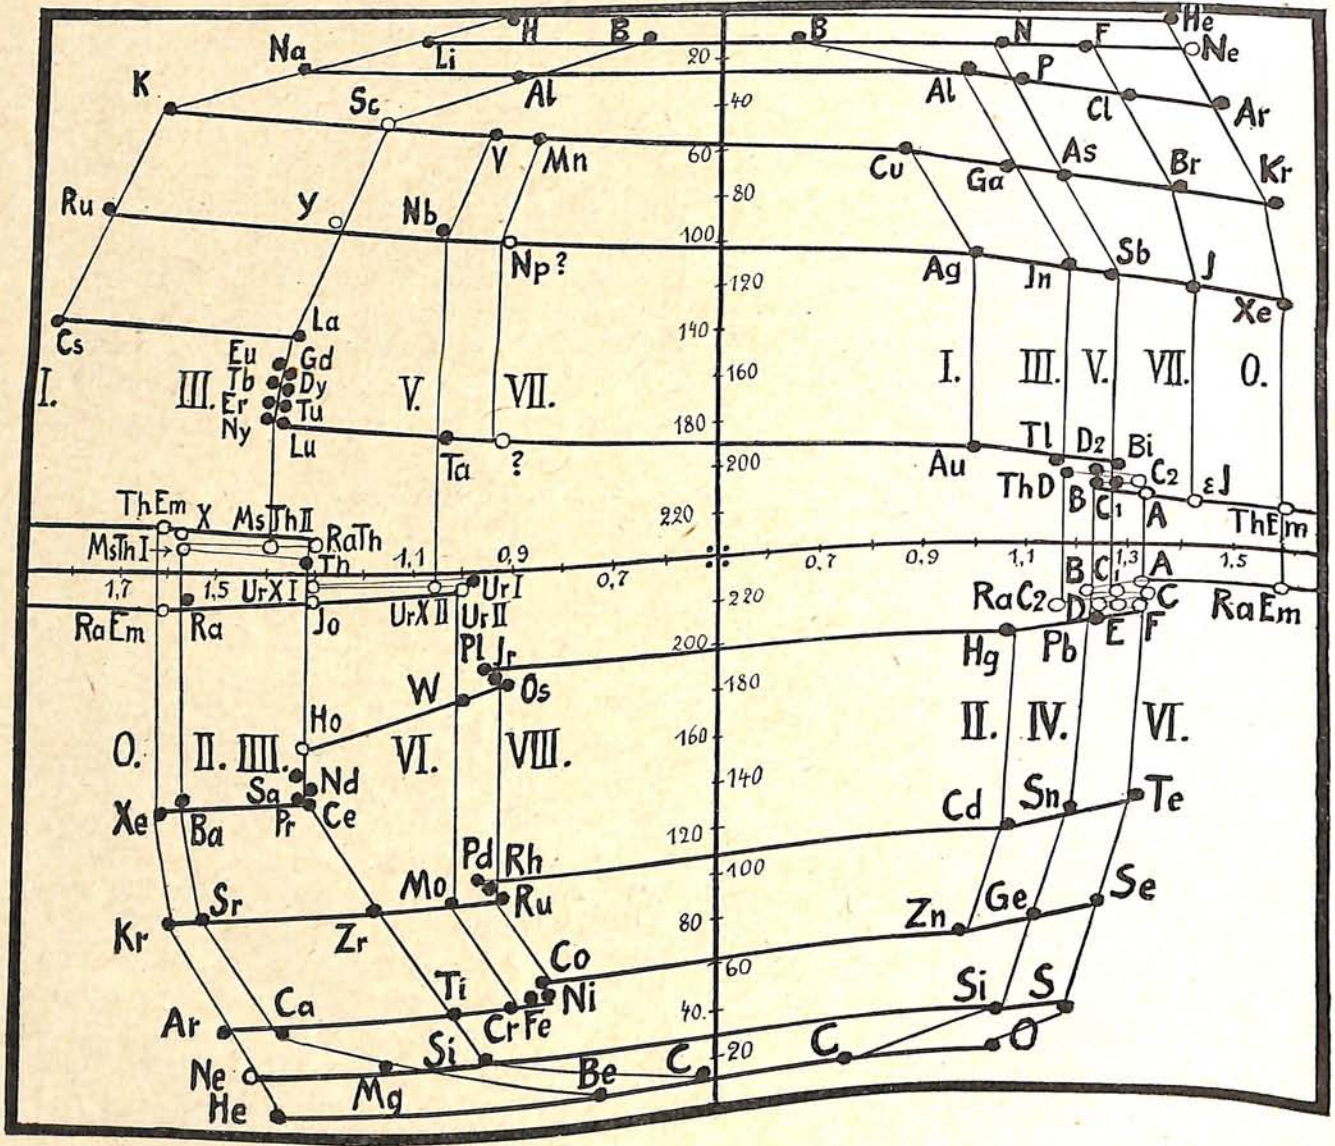 H B B N F He
Na Li 20 Ne
K Sc Al Al P
40 Cl Ar
V Mn 60 Cu Ga As Br Kr
Ru y Nb 80
100
Np? 120 Ag Jn Sb J
Xe
Cs La 140
Eu Gd
I. III. Tb Dy V. VII. 160 I. III. V. VII. 0.
Er Tu
Ny Lu 180
Ta ? 200 Au Tl D2 Bi
ThD B C1 C2 εJ
ThEm X MsThII 220 A ThEm
MsThI RaTh
Th 1,1 0,9 0,7 0,7 0,9 1,1 1,3 1,5
1,7 1,5 UrXI UrI B C1 A
RaEm Ra Jo UrXII UrII 220 RaC2 D C RaEm
E F
Pl Jr 200 Hg Pb
W Os 180
Ho
0. II. IIII. VI. VIII. 160 II. IV. VI.
Nd 140
Sa
Xe Ba Pr Ce 120 Cd Sn Te
Pd Rh 100
Kr Sr Zr Mo Ru 80 Zn Ge Se
Co 60
Ar Ca Ti Cr Fe Ni 40. Si S
Ne Si 20 C O
He Mg Be C